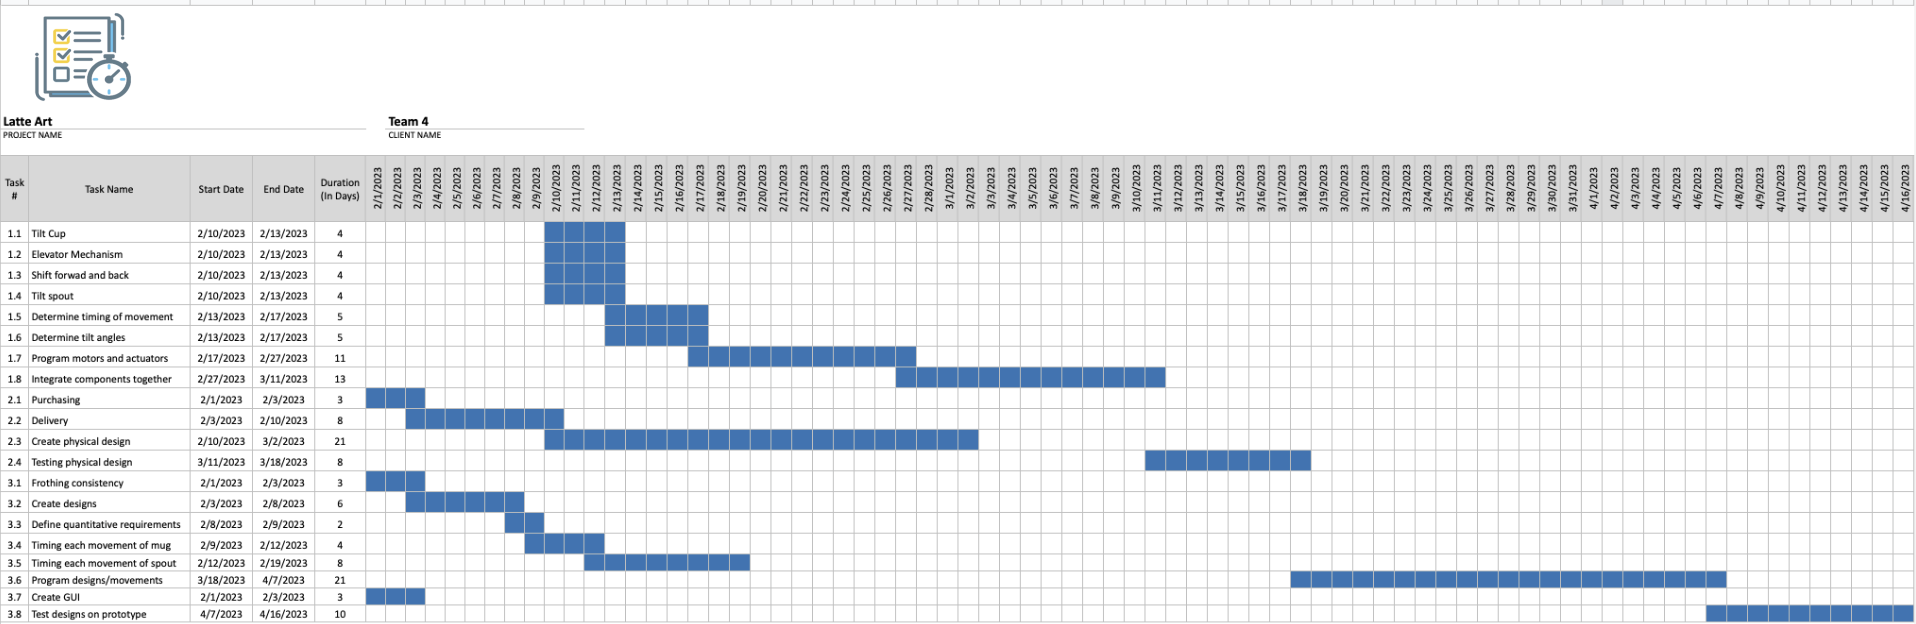 Latte Art Team 4
PROJECT NAME CLIENT NAME
Task # Task Name Start Date End Date Duration (In Days) 2/1/2023 2/2/2023 2/3/2023 2/4/2023 2/5/2023 2/6/2023 2/7/2023 2/8/2023 2/9/2023 2/10/2023 2/11/2023 2/12/2023 2/13/2023 2/14/2023 2/15/2023 2/16/2023 2/17/2023 2/18/2023 2/19/2023 2/20/2023 2/21/2023 2/22/2023 2/23/2023 2/24/2023 2/25/2023 2/26/2023 2/27/2023 2/28/2023 3/1/2023 3/2/2023 3/3/2023 3/4/2023 3/5/2023 3/6/2023 3/7/2023 3/8/2023 3/9/2023 3/10/2023 3/11/2023 3/12/2023 3/13/2023 3/14/2023 3/15/2023 3/16/2023 3/17/2023 3/18/2023 3/19/2023 3/20/2023 3/21/2023 3/22/2023 3/23/2023 3/24/2023 3/25/2023 3/26/2023 3/27/2023 3/28/2023 3/29/2023 3/30/2023 3/31/2023 4/1/2023 4/2/2023 4/3/2023 4/4/2023 4/5/2023 4/6/2023 4/7/2023 4/8/2023 4/9/2023 4/10/2023 4/11/2023 4/12/2023 4/13/2023 4/14/2023 4/15/2023 4/16/2023
1.1 Tilt Cup 2/10/2023 2/13/2023 4
1.2 Elevator Mechanism 2/10/2023 2/13/2023 4
1.3 Shift forwad and back 2/10/2023 2/13/2023 4
1.4 Tilt spout 2/10/2023 2/13/2023 4
1.5 Determine timing of movement 2/13/2023 2/17/2023 5
1.6 Determine tilt angles 2/13/2023 2/17/2023 5
1.7 Program motors and actuators 2/17/2023 2/27/2023 11
1.8 Integrate components together 2/27/2023 3/11/2023 13
2.1 Purchasing 2/1/2023 2/3/2023 3
2.2 Delivery 2/3/2023 2/10/2023 8
2.3 Create physical design 2/10/2023 3/2/2023 21
2.4 Testing physical design 3/11/2023 3/18/2023 8
3.1 Frothing consistency 2/1/2023 2/3/2023 3
3.2 Create designs 2/3/2023 2/8/2023 6
3.3 Define quantitative requirements 2/8/2023 2/9/2023 2
3.4 Timing each movement of mug 2/9/2023 2/12/2023 4
3.5 Timing each movement of spout 2/12/2023 2/19/2023 8
3.6 Program designs/movements 3/18/2023 4/7/2023 21
3.7 Create GUI 2/1/2023 2/3/2023 3
3.8 Test designs on prototype 4/7/2023 4/16/2023 10